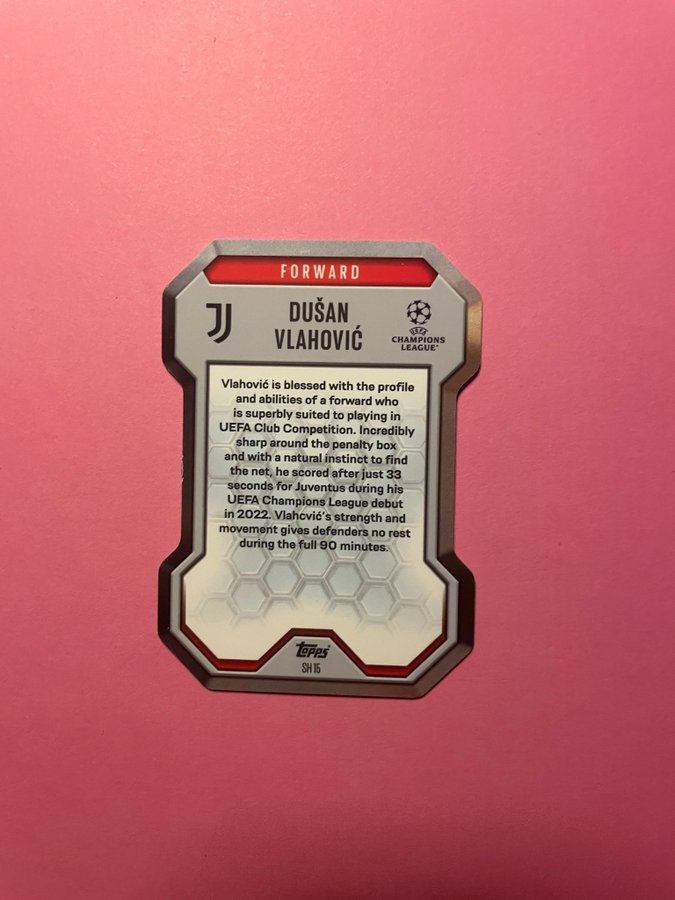 FORWARD
DUŠAN
VLAHOVIĆ
UEFA
CHAMPIONS
LEAGUE
Vlahović is blessed with the profile
and abilities of a forward who
is superbly suited to playing in
UEFA Club Competition. Incredibly
sharp around the penalty box
and with a natural instinct to find
the net, he scored after just 33
seconds for Juventus during his
UEFA Champions League debut
in 2022. Vlahović's strength and
movement gives defenders no rest
during the full 90 minutes.
Topps
SH 15